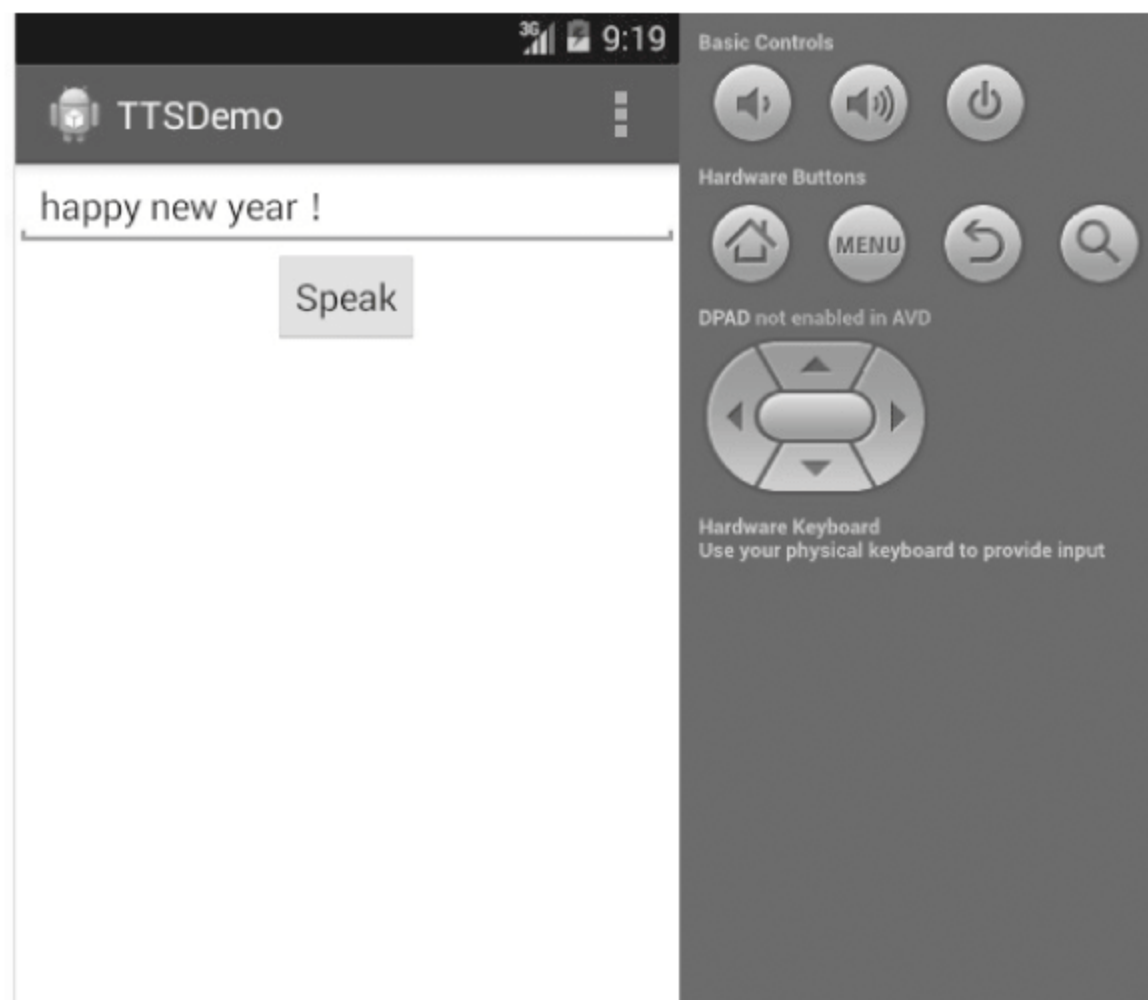 3G 9:19
TTSDemo
happy new year !
Speak
Basic Controls
Hardware Buttons
MENU
DPAD not enabled in AVD
Hardware Keyboard
Use your physical keyboard to provide input